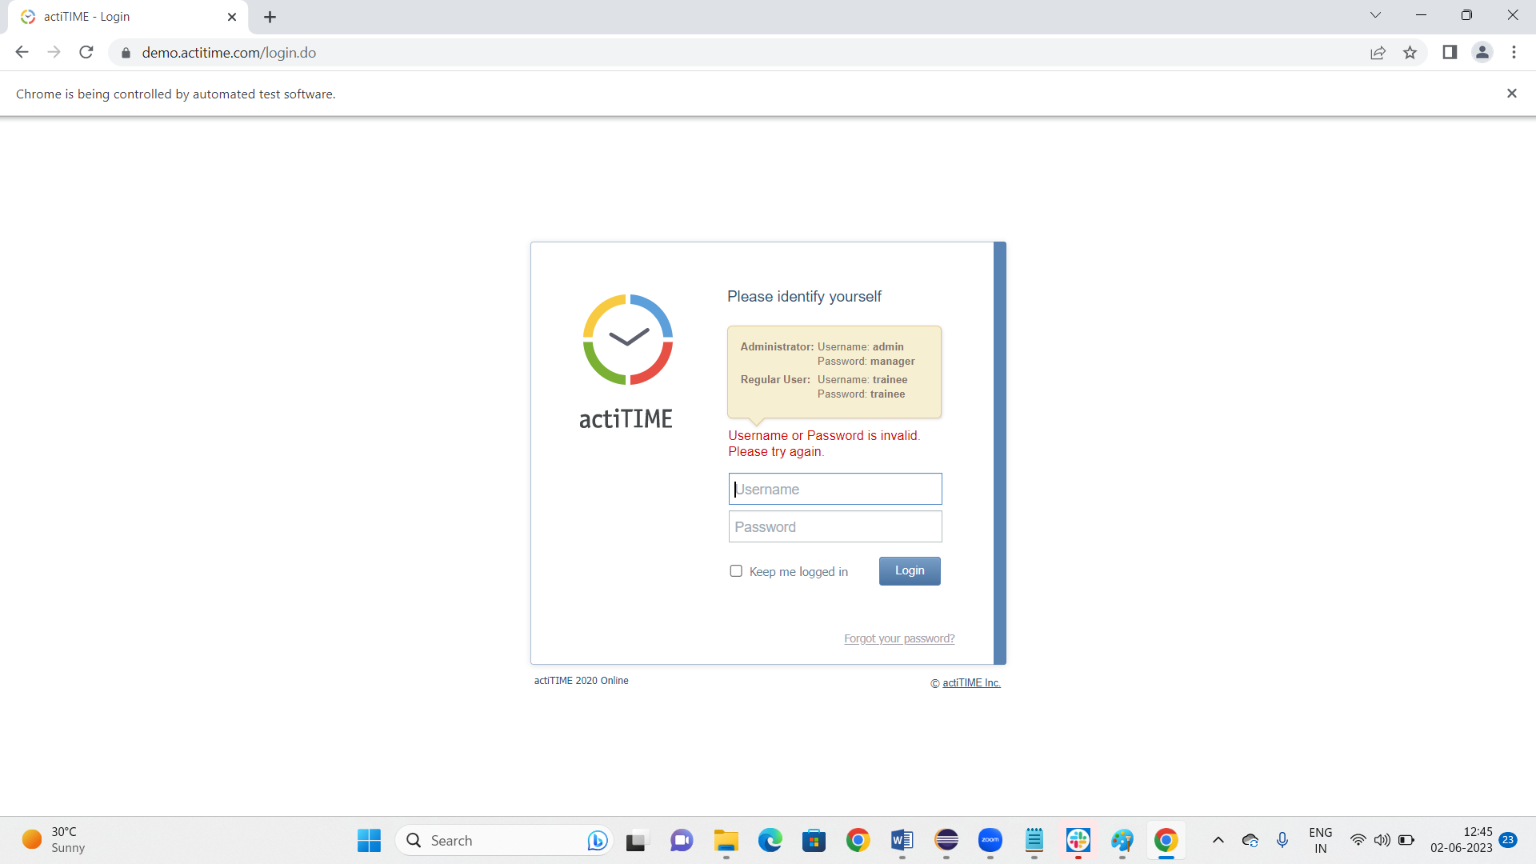 actiTIME - Login
demo.actitime.com/login.do
Chrome is being controlled by automated test software.
Please identify yourself
Administrator: Username: admin
Password: manager
Regular User: Username: trainee
Password: trainee
actiTIME
Username or Password is invalid.
Please try again.
Username
Password
Keep me logged in
Login
Forgot your password?
actiTIME 2020 Online
© actiTIME Inc.
30°C
Sunny
Search
zoom
ENG
IN
12:45
02-06-2023
23